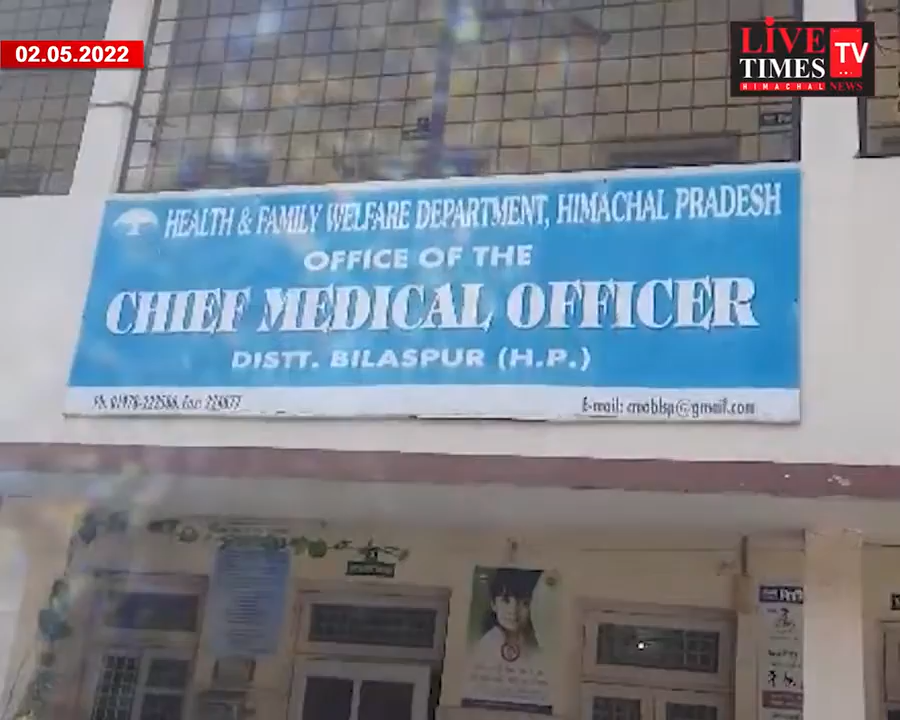 02.05.2022
LIVE
TIMES
TV
HIMACHAL NEWS
HEALTH & FAMILY WELFARE DEPARTMENT, HIMACHAL PRADESH
OFFICE OF THE
CHIEF MEDICAL OFFICER
DISTT. BILASPUR (H.P.)
E-mail: cmoblsp@gmail.com